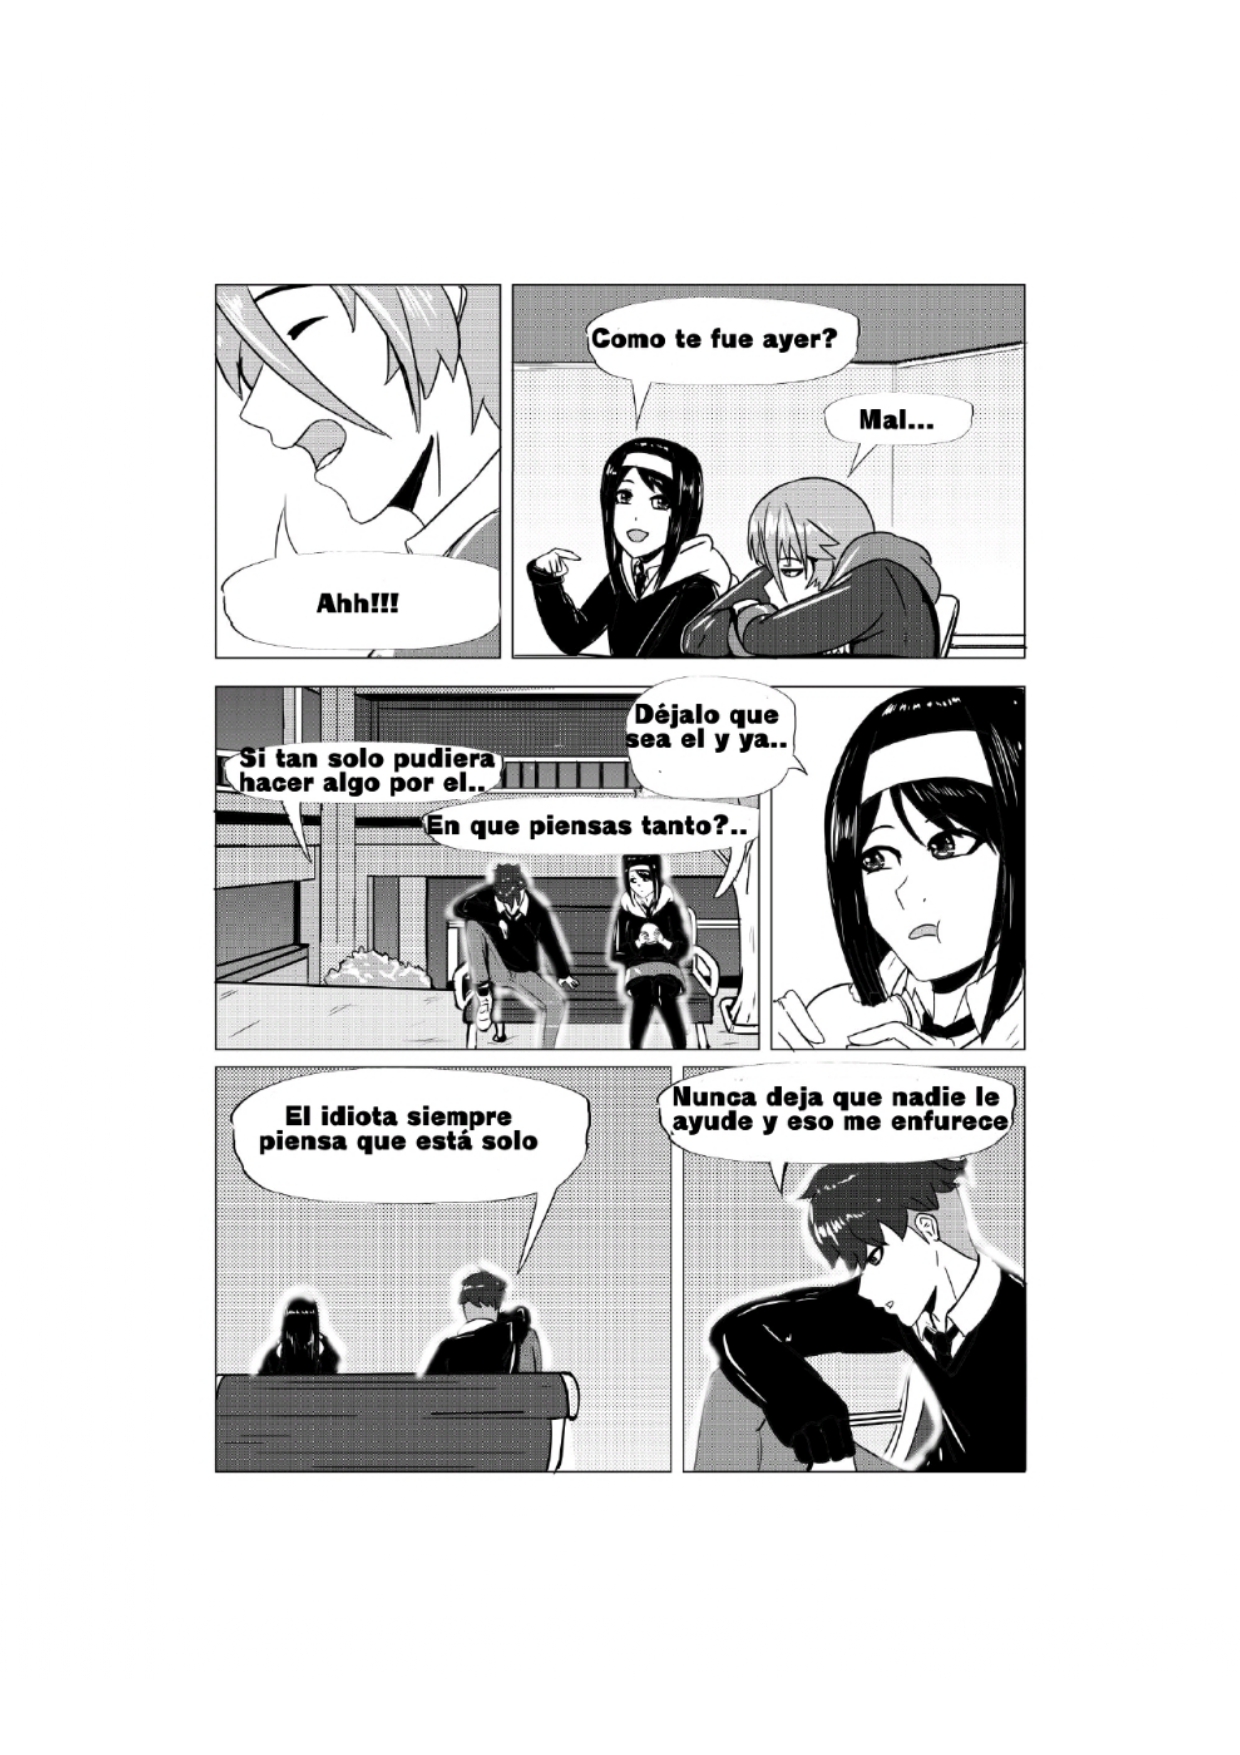 Ahh!!!
Como te fue ayer?
Mal...
Si tan solo pudiera
hacer algo por el..
En que piensas tanto?..
Déjalo que
sea el y ya..
El idiota siempre
piensa que está solo
Nunca deja que nadie le
ayude y eso me enfurece